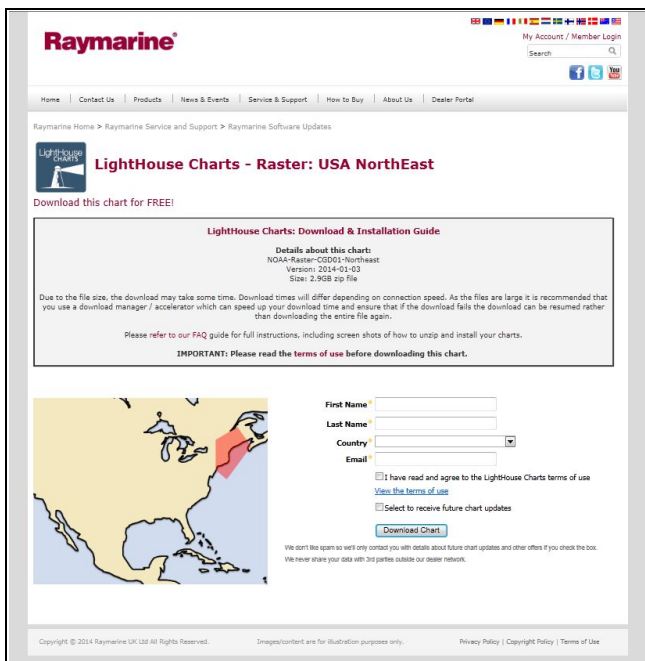 Raymarine®
My Account / Member Login
Search
You
Home | Contact Us | Products | News & Events | Service & Support | How to Buy | About Us | Dealer Portal
Raymarine Home > Raymarine Service and Support > Raymarine Software Updates
LightHouse
CHARTS
LightHouse Charts - Raster: USA NorthEast
Download this chart for FREE!
LightHouse Charts: Download & Installation Guide
Details about this chart:
NOAA-Raster-CGD01-Northeast
Version: 2014-01-03
Size: 2.9GB zip file
Due to the file size, the download may take some time. Download times will differ depending on connection speed. As the files are large it is recommended that
you use a download manager / accelerator which can speed up your download time and ensure that if the download fails the download can be resumed rather
than downloading the entire file again.
Please refer to our FAQ guide for full instructions, including screen shots of how to unzip and install your charts.
IMPORTANT: Please read the terms of use before downloading this chart.
First Name*
Last Name*
Country*
Email*
I have read and agree to the LightHouse Charts terms of use
View the terms of use
Select to receive future chart updates
Download Chart
We don't like spam so we'll only contact you with details about future chart updates and other offers if you check the box.
We never share your data with 3rd parties outside our dealer network.
Copyright © 2014 Raymarine UK Ltd All Rights Reserved.
Images/content are for illustration purposes only.
Privacy Policy | Copyright Policy | Terms of Use